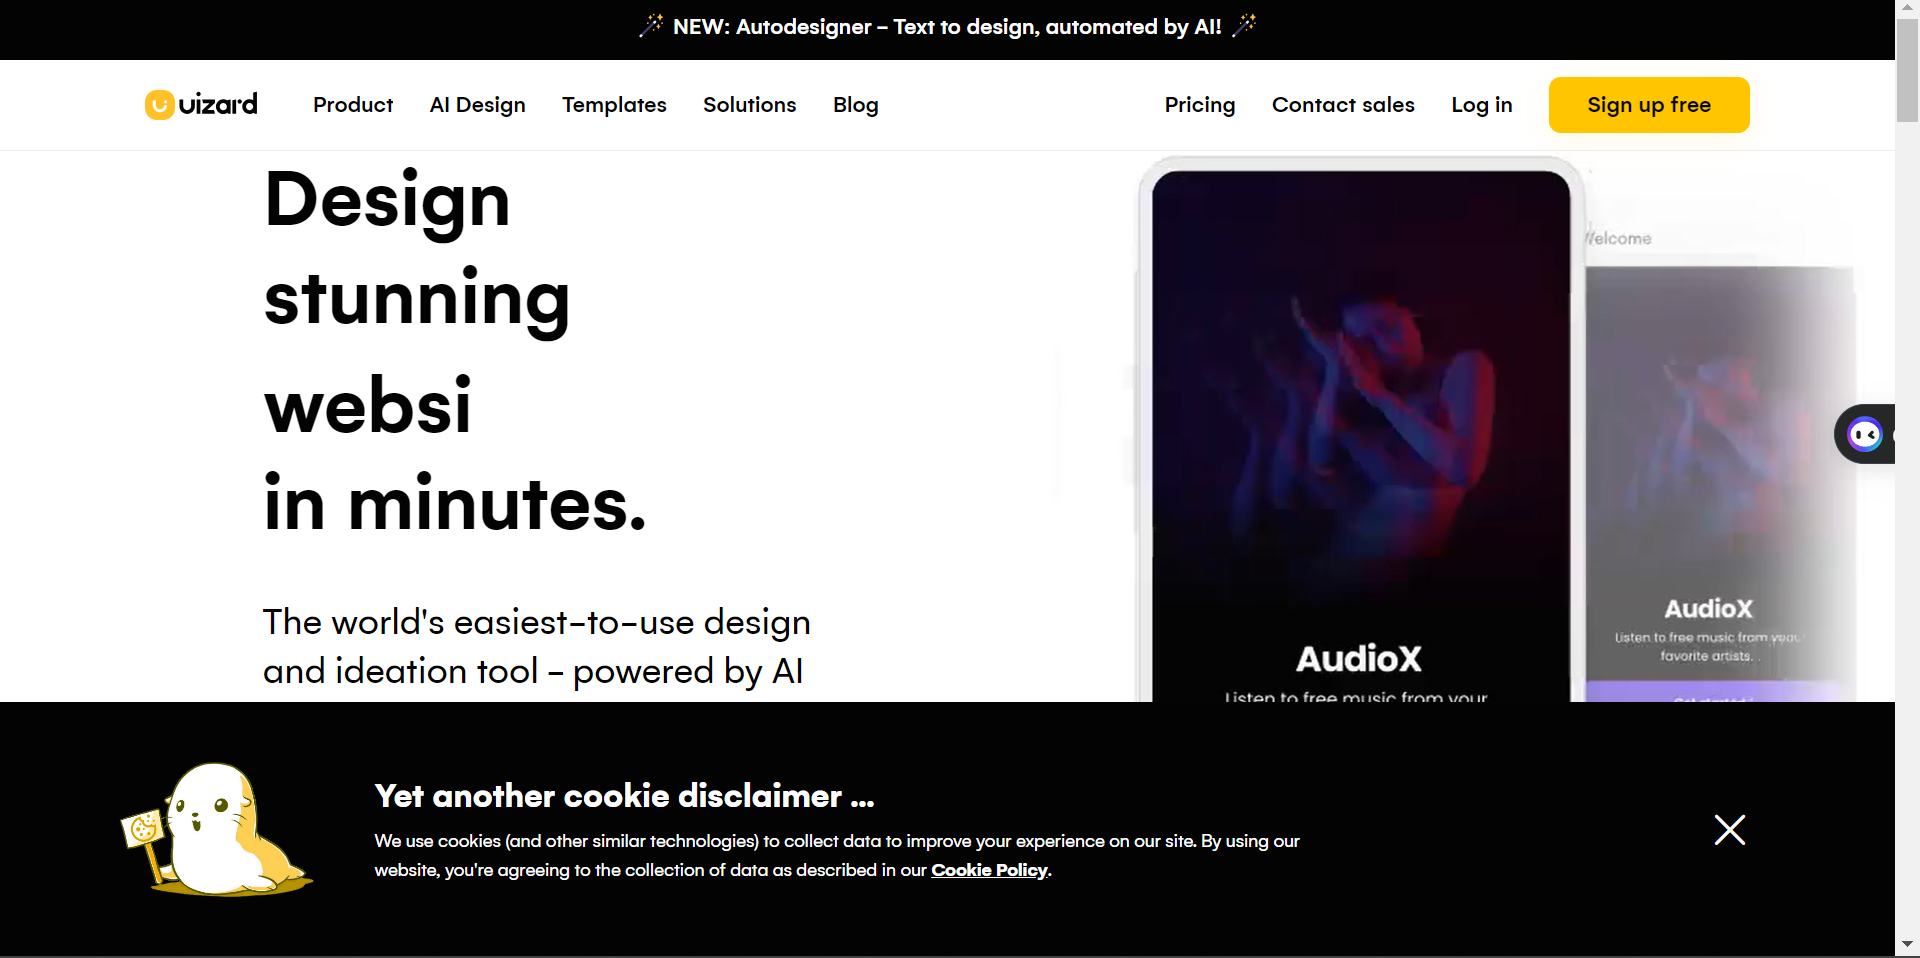 NEW: Autodesigner – Text to design, automated by AI!
uizard
Product
AI Design
Templates
Solutions
Blog
Pricing
Contact sales
Log in
Sign up free
Design
stunning
websi
in minutes.
The world's easiest-to-use design
and ideation tool - powered by AI
AudioX
Listen to free music from your
Welcome
AudioX
Listen to free music from your
favorite artists.
Yet another cookie disclaimer ...
We use cookies (and other similar technologies) to collect data to improve your experience on our site. By using our
website, you're agreeing to the collection of data as described in our Cookie Policy.